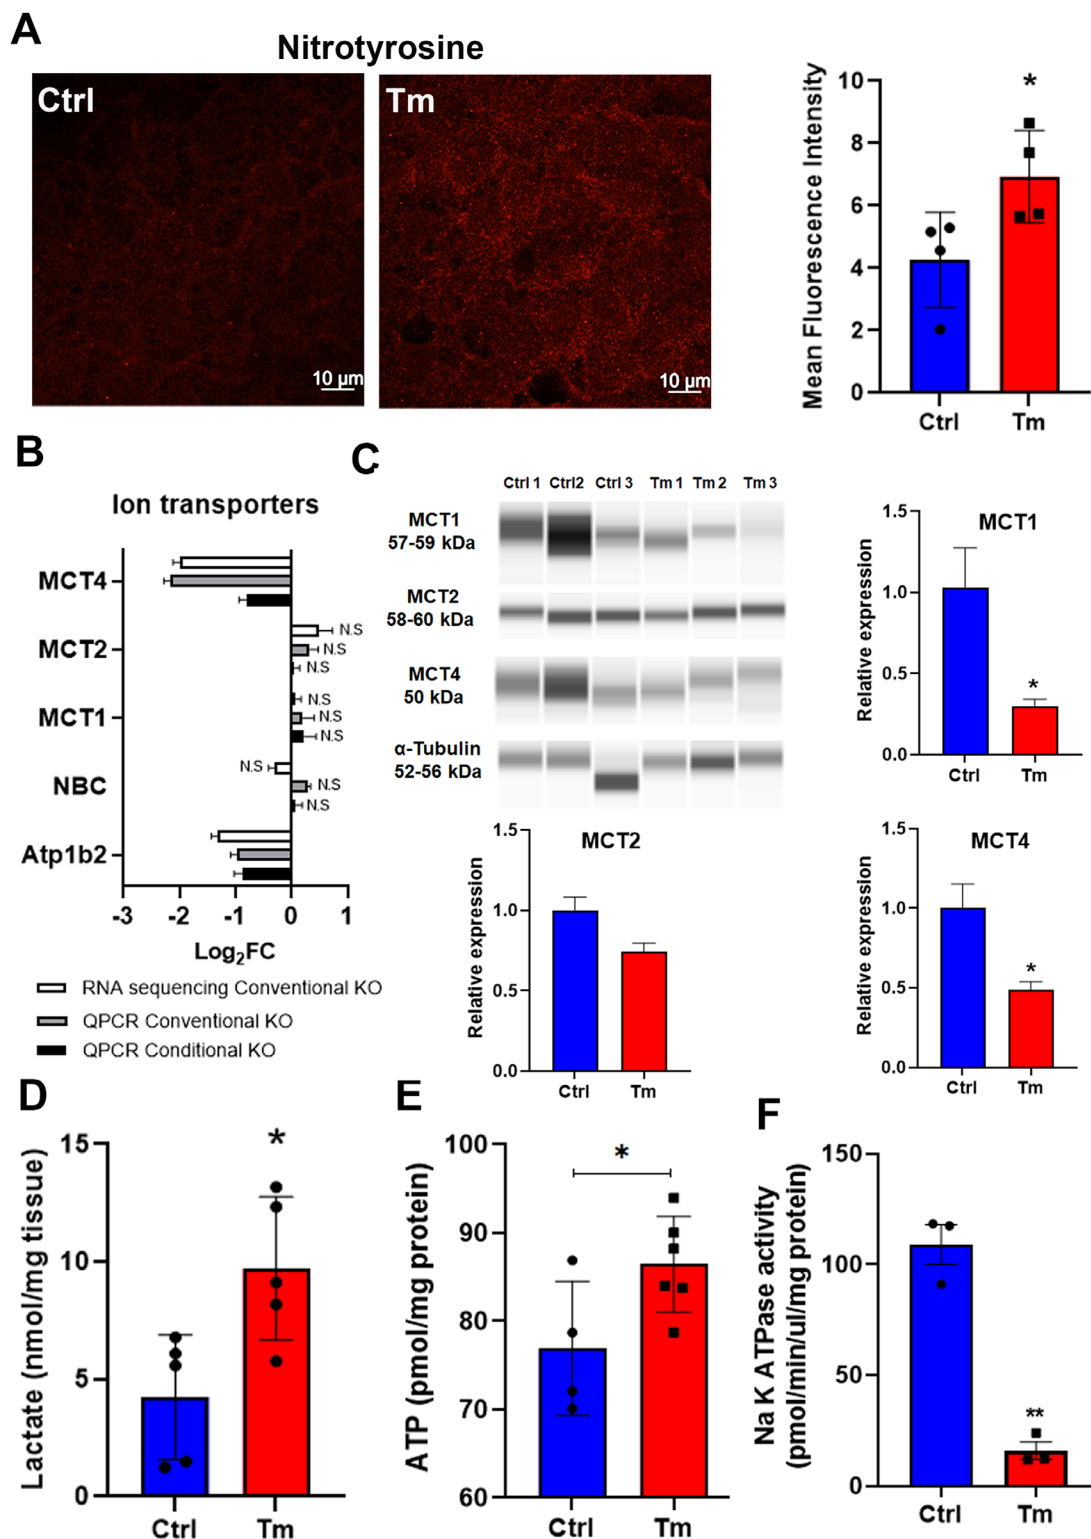 A
Nitrotyrosine
Ctrl
Tm
10 µm
10 µm
Mean Fluorescence Intensity
10
8
6
4
2
0
*
Ctrl
Tm
B
Ion transporters
MCT4
MCT2
MCT1
NBC
Atp1b2
N.S
N.S
N.S
N.S
N.S
N.S
N.S
N.S
N.S
-3
-2
-1
0
1
Log₂FC
RNA sequencing Conventional KO
QPCR Conventional KO
QPCR Conditional KO
C
Ctrl 1
Ctrl2
Ctrl 3
Tm 1
Tm 2
Tm 3
MCT1
57-59 kDa
MCT2
58-60 kDa
MCT4
50 kDa
α-Tubulin
52-56 kDa
MCT1
Relative expression
1.5
1.0
0.5
0.0
*
Ctrl
Tm
MCT2
Relative expression
1.5
1.0
0.5
0.0
Ctrl
Tm
MCT4
Relative expression
1.5
1.0
0.5
0.0
*
Ctrl
Tm
D
Lactate (nmol/mg tissue)
15
10
5
0
*
Ctrl
Tm
E
ATP (pmol/mg protein)
100
90
80
70
60
*
Ctrl
Tm
F
Na K ATPase activity
(pmol/min/ul/mg protein)
150
100
50
0
**
Ctrl
Tm